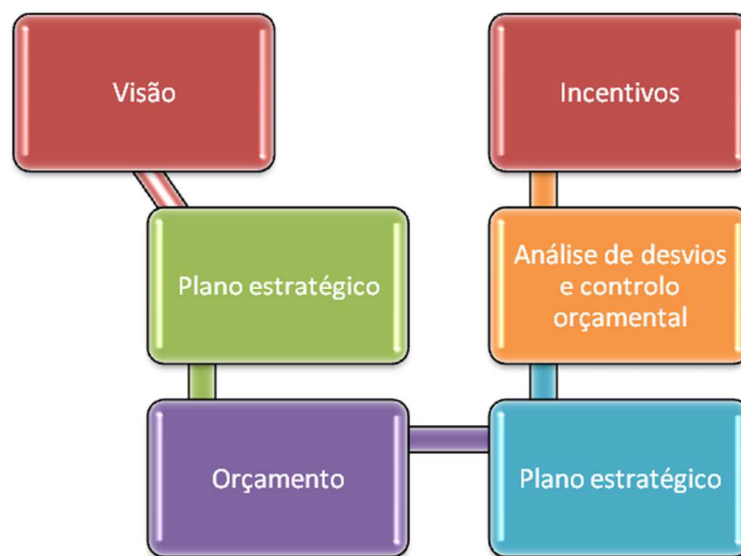 Visão
Plano estratégico
Orçamento
Plano estratégico
Análise de desvios
e controlo
orçamental
Incentivos